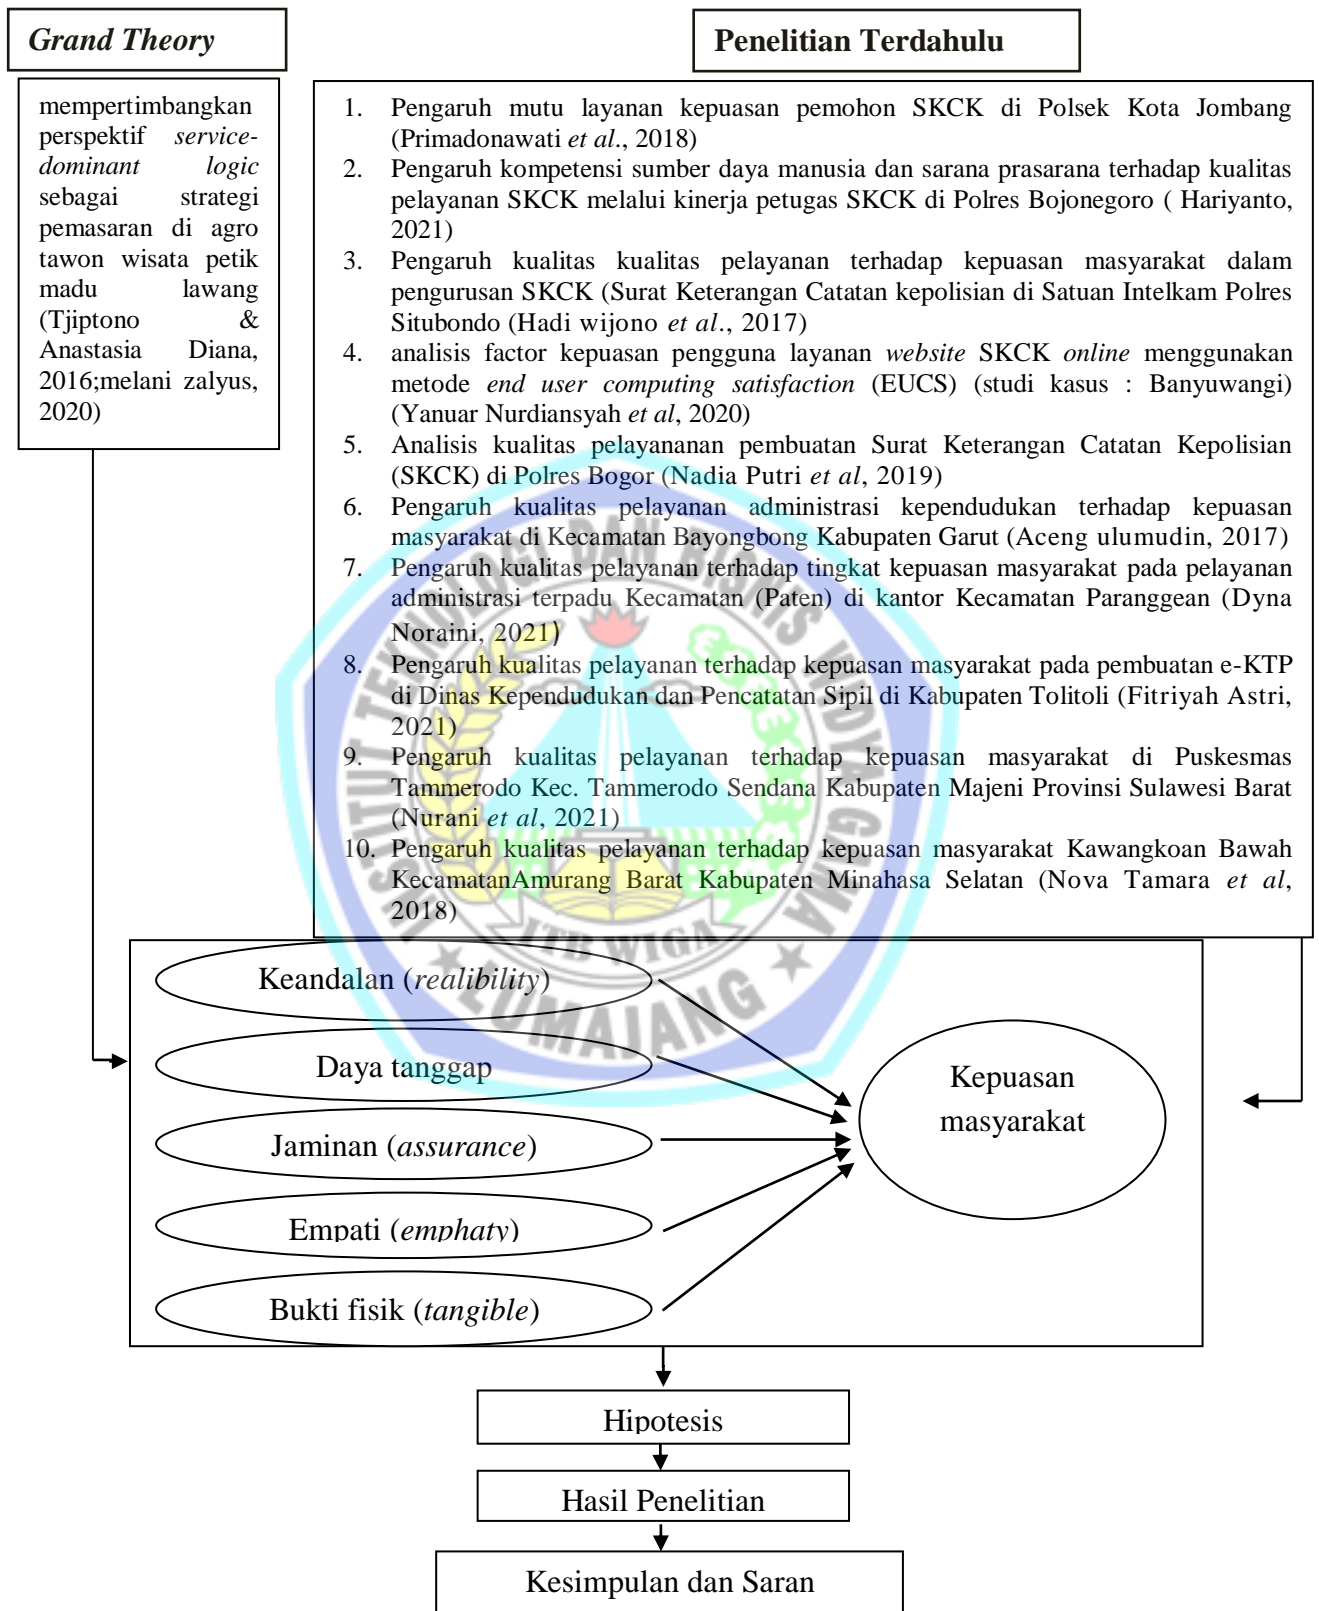 Grand Theory
Penelitian Terdahulu
mempertimbangkan
perspektif service-
dominant logic
sebagai strategi
pemasaran di agro
tawon wisata petik
madu lawang
(Tjiptono &
Anastasia Diana,
2016;melani zalyus,
2020)
1. Pengaruh mutu layanan kepuasan pemohon SKCK di Polsek Kota Jombang
(Primadonawati et al., 2018)
2. Pengaruh kompetensi sumber daya manusia dan sarana prasarana terhadap kualitas
pelayanan SKCK melalui kinerja petugas SKCK di Polres Bojonegoro ( Hariyanto,
2021)
3. Pengaruh kualitas kualitas pelayanan terhadap kepuasan masyarakat dalam
pengurusan SKCK (Surat Keterangan Catatan kepolisian di Satuan Intelkam Polres
Situbondo (Hadi wijono et al., 2017)
4. analisis factor kepuasan pengguna layanan website SKCK online menggunakan
metode end user computing satisfaction (EUCS) (studi kasus : Banyuwangi)
(Yanuar Nurdiansyah et al, 2020)
5. Analisis kualitas pelayananan pembuatan Surat Keterangan Catatan Kepolisian
(SKCK) di Polres Bogor (Nadia Putri et al, 2019)
6. Pengaruh kualitas pelayanan administrasi kependudukan terhadap kepuasan
masyarakat di Kecamatan Bayongbong Kabupaten Garut (Aceng ulumudin, 2017)
7. Pengaruh kualitas pelayanan terhadap tingkat kepuasan masyarakat pada pelayanan
administrasi terpadu Kecamatan (Paten) di kantor Kecamatan Paranggean (Dyna
Noraini, 2021)
8. Pengaruh kualitas pelayanan terhadap kepuasan masyarakat pada pembuatan e-KTP
di Dinas Kependudukan dan Pencatatan Sipil di Kabupaten Tolitoli (Fitriyah Astri,
2021)
9. Pengaruh kualitas pelayanan terhadap kepuasan masyarakat di Puskesmas
Tammerodo Kec. Tammerodo Sendana Kabupaten Majeni Provinsi Sulawesi Barat
(Nurani et al, 2021)
10. Pengaruh kualitas pelayanan terhadap kepuasan masyarakat Kawangkoan Bawah
KecamatanAmurang Barat Kabupaten Minahasa Selatan (Nova Tamara et al,
2018)
INSTITUT TEKNOLOGI DAN BISNIS WIDYA GAMA
ITB WIGA
LUMAJANG
Keandalan (realibility)
Daya tanggap
Jaminan (assurance)
Empati (emphaty)
Bukti fisik (tangible)
Kepuasan
masyarakat
Hipotesis
Hasil Penelitian
Kesimpulan dan Saran